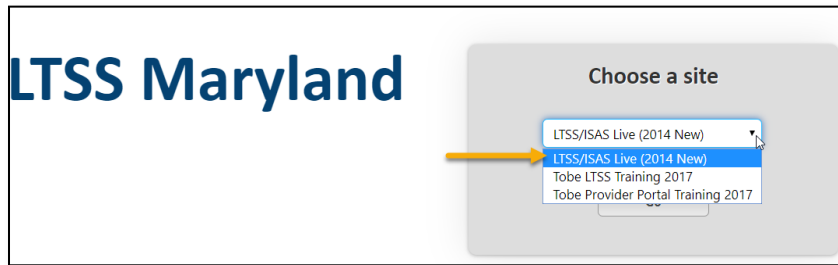 LTSS Maryland
Choose a site
LTSS/ISAS Live (2014 New)
LTSS/ISAS Live (2014 New)
Tobe LTSS Training 2017
Tobe Provider Portal Training 2017